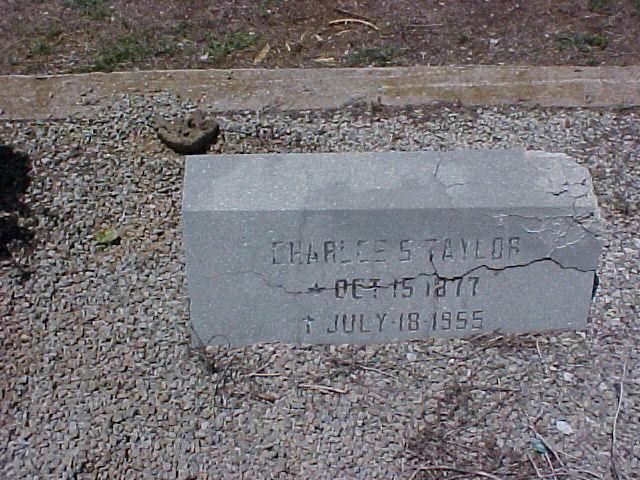 CHARLES S TAYLOR
* OCT 15 1877
† JULY 18 1955